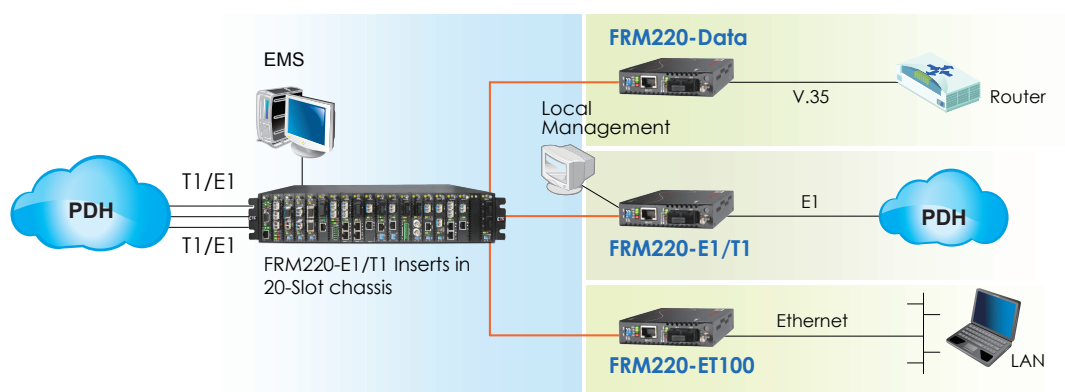 FRM220-Data
EMS
V.35
Router
Local
Management
T1/E1
PDH
T1/E1
E1
PDH
FRM220-E1/T1
FRM220-E1/T1 Inserts in
20-Slot chassis
Ethernet
LAN
FRM220-ET100